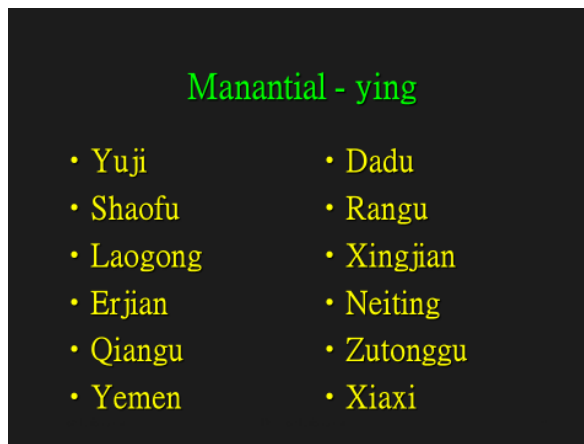 Manantial - ying
• Yuji
• Shaofu
• Laogong
• Erjian
• Qiangu
• Yemen
• Dadu
• Rangu
• Xingjian
• Neiting
• Zutonggu
• Xiaxi